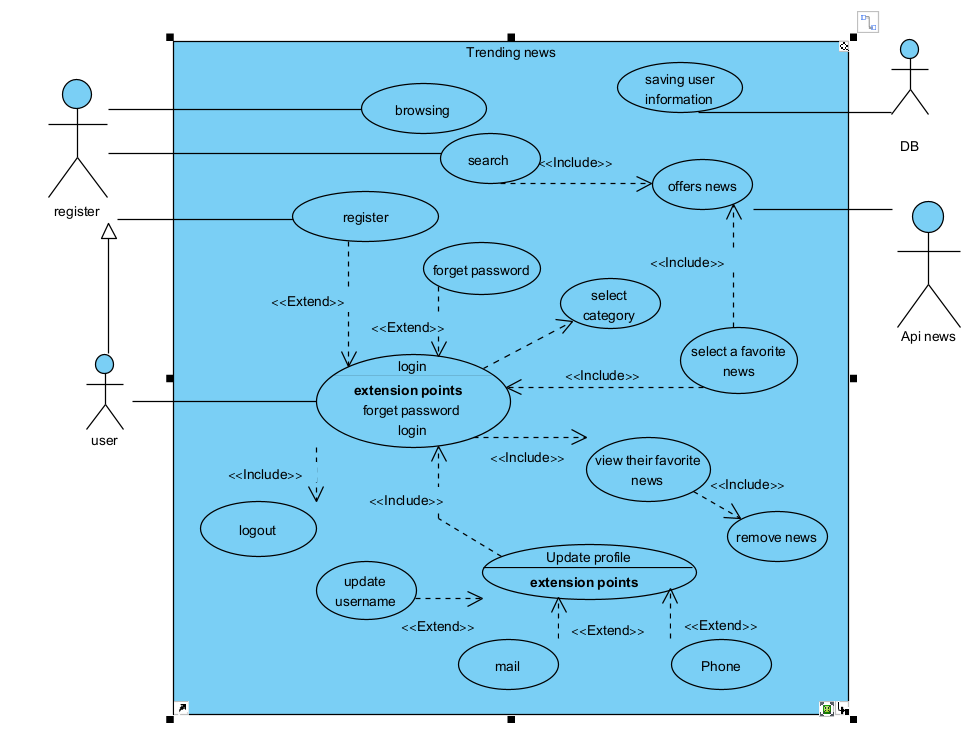 Trending news
saving user
information
browsing
DB
search
<<Include>>
offers news
register
register
<<Include>>
forget password
<<Extend>>
select
category
<<Extend>>
Api news
select a favorite
news
login
extension points
forget password
login
<<Include>>
user
<<Include>>
view their favorite
news
<<Include>>
<<Include>>
<<Include>>
logout
remove news
Update profile
extension points
update
username
<<Extend>>
<<Extend>>
<<Extend>>
mail
Phone